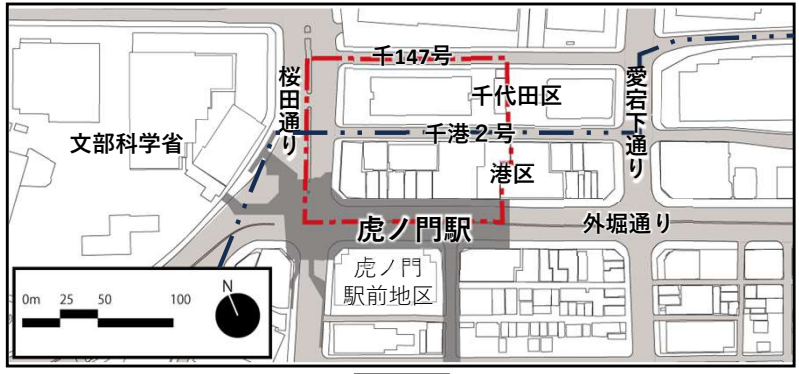 千147号
桜田通り
千代田区
愛宕下通り
文部科学省
千港２号
港区
外堀通り
虎ノ門駅
虎ノ門
駅前地区
0m 25 50 100
N